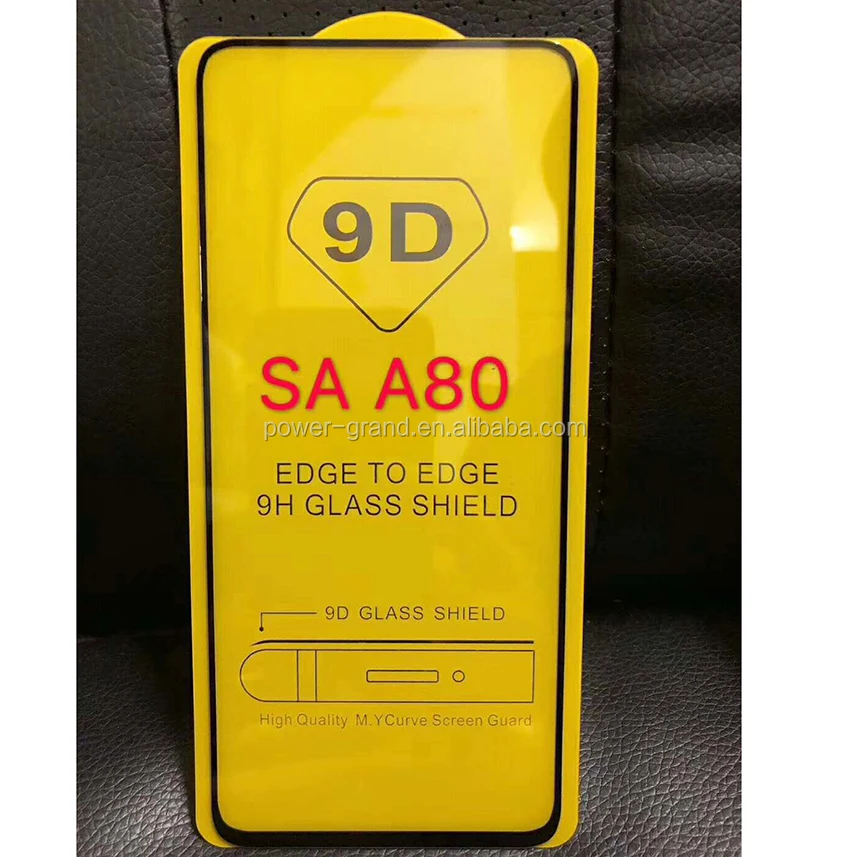 9D
SA A80
power-grand.en.alibaba.com
EDGE TO EDGE
9H GLASS SHIELD
9D GLASS SHIELD
High Quality M.YCurve Screen Guard